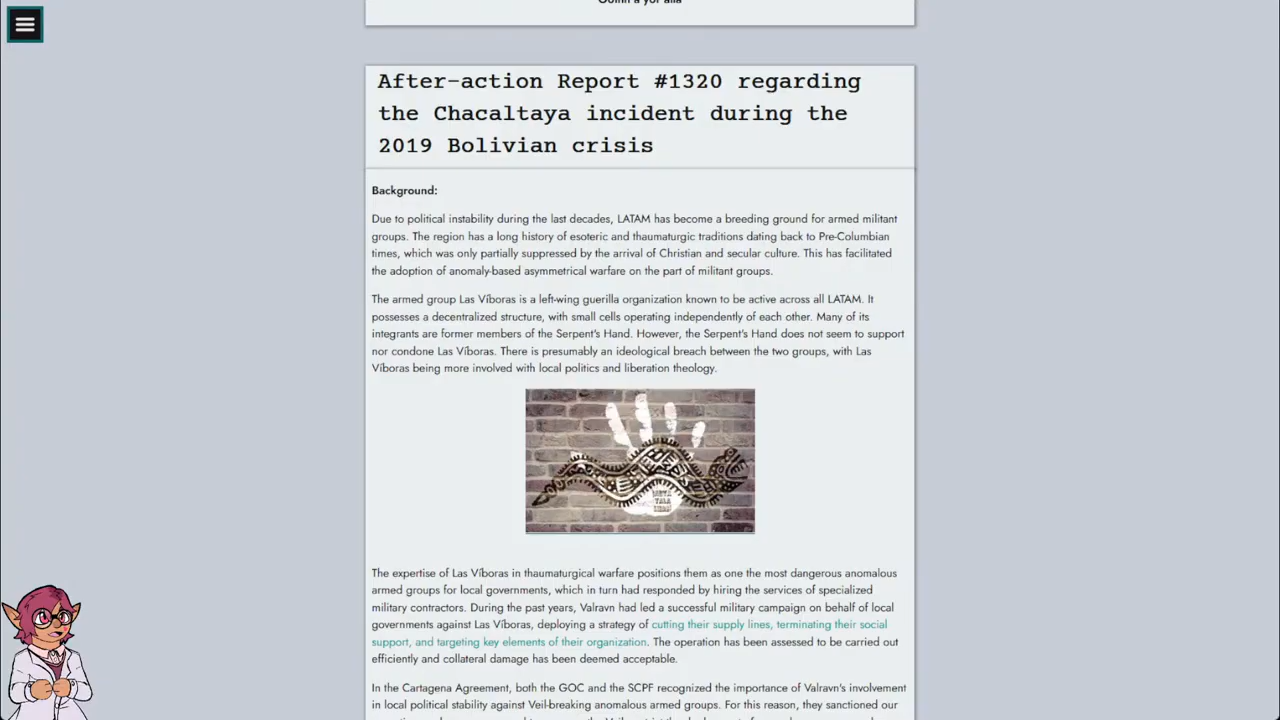 After-action Report #1320 regarding
the Chacaltaya incident during the
2019 Bolivian crisis
Background:
Due to political instability during the last decades, LATAM has become a breeding ground for armed militant
groups. The region has a long history of esoteric and thaumaturgic traditions dating back to Pre-Columbian
times, which was only partially suppressed by the arrival of Christian and secular culture. This has facilitated
the adoption of anomaly-based asymmetrical warfare on the part of militant groups.
The armed group Las Víboras is a left-wing guerilla organization known to be active across all LATAM. It
possesses a decentralized structure, with small cells operating independently of each other. Many of its
integrants are former members of the Serpent's Hand. However, the Serpent's Hand does not seem to support
nor condone Las Víboras. There is presumably an ideological breach between the two groups, with Las
Víboras being more involved with local politics and liberation theology.
The expertise of Las Víboras in thaumaturgical warfare positions them as one the most dangerous anomalous
armed groups for local governments, which in turn had responded by hiring the services of specialized
military contractors. During the past years, Valravn had led a successful military campaign on behalf of local
governments against Las Víboras, deploying a strategy of cutting their supply lines, terminating their social
support, and targeting key elements of their organization. The operation has been assessed to be carried out
efficiently and collateral damage has been deemed acceptable.
In the Cartagena Agreement, both the GOC and the SCPF recognized the importance of Valravn's involvement
in local political stability against Veil-breaking anomalous armed groups. For this reason, they sanctioned our